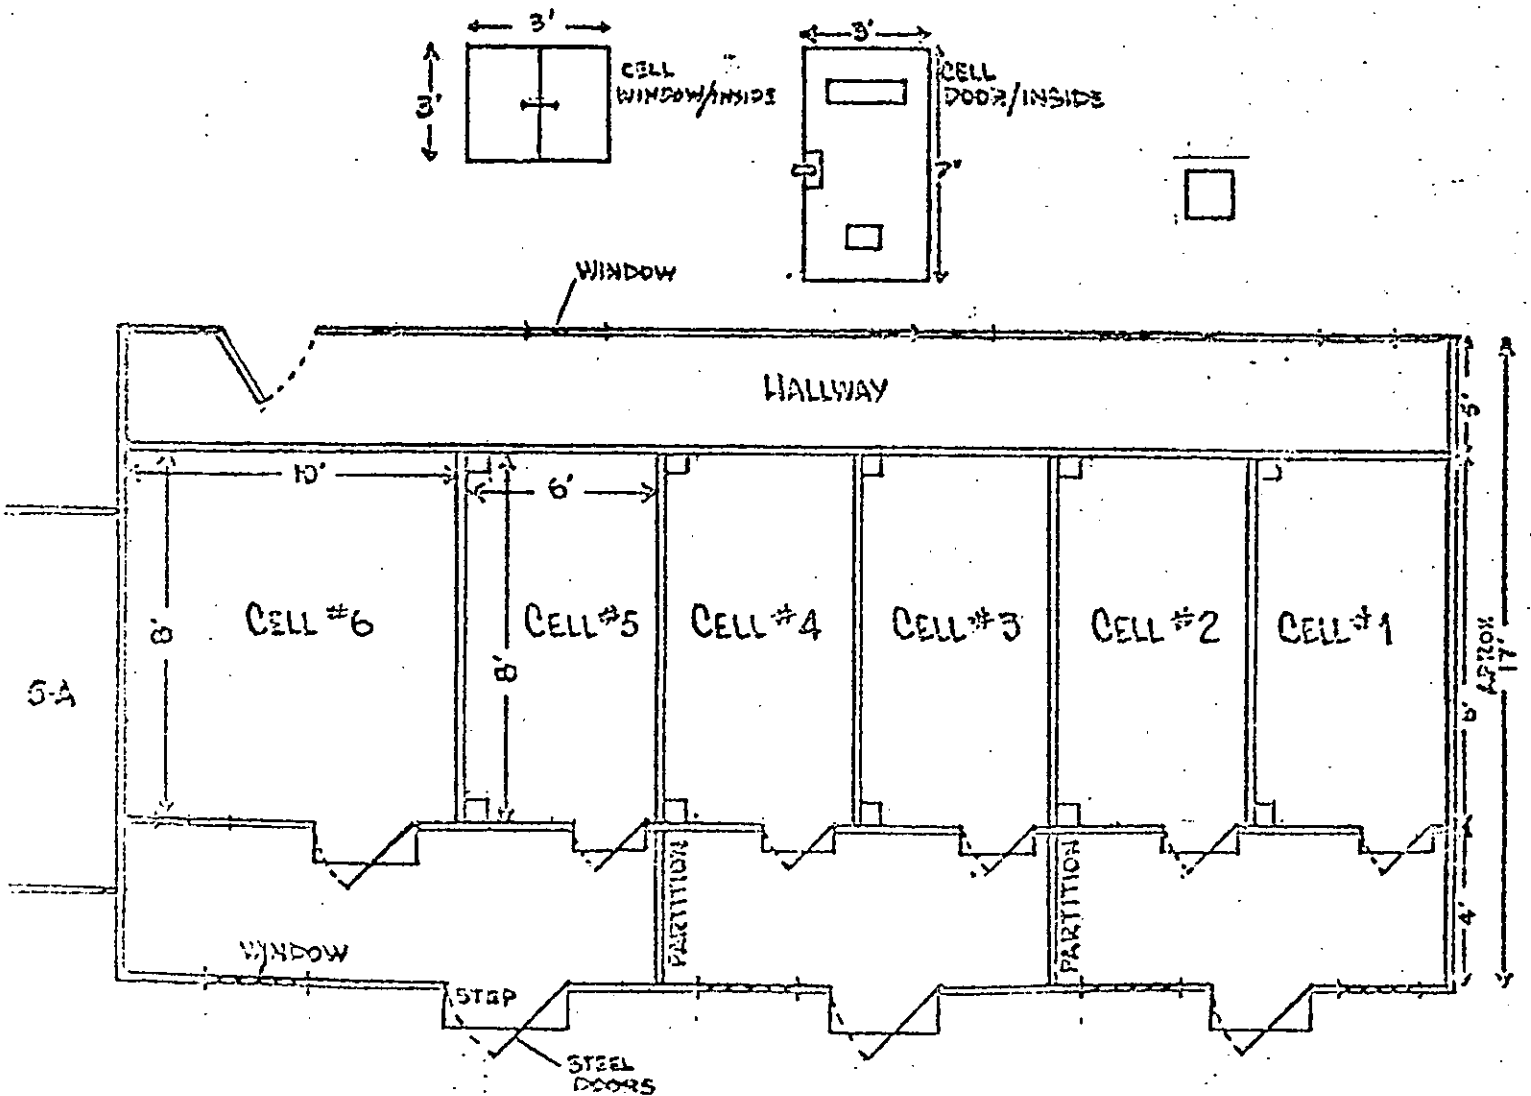 3'
3'
CELL
WINDOW/INSIDE
3'
CELL
DOOR/INSIDE
7"
WINDOW
HALLWAY
5'
10'
6'
8'
CELL #6
CELL #5
CELL #4
CELL #3
CELL #2
CELL #1
8'
APROX
17'
8'
5-A
PARTITION
PARTITION
4'
WINDOW
STEP
STEEL
DOORS